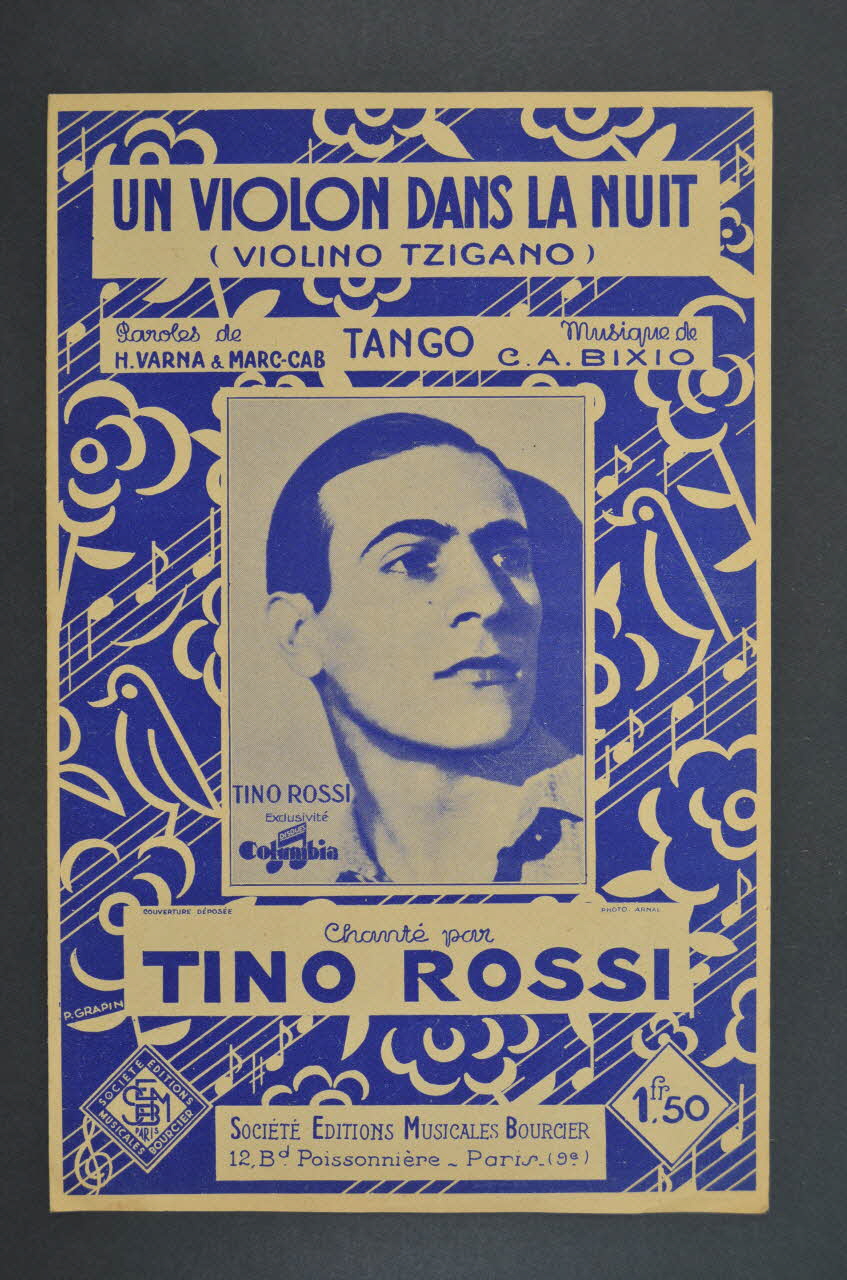 UN VIOLON DANS LA NUIT
( VIOLINO TZIGANO )
Paroles de
H. VARNA & MARC-CAB
TANGO
Musique de
C. A. BIXIO
TINO ROSSI
Exclusivité
DISQUES
Columbia
COUVERTURE DÉPOSÉE
PHOTO. ARNAL
Chanté par
TINO ROSSI
P. GRAPIN
SOCIÉTÉ EDITIONS
MUSICALES BOURCIER
SEMB
PARIS
SOCIÉTÉ EDITIONS MUSICALES BOURCIER
12, Bd Poissonnière - Paris-(9e)
1fr.50